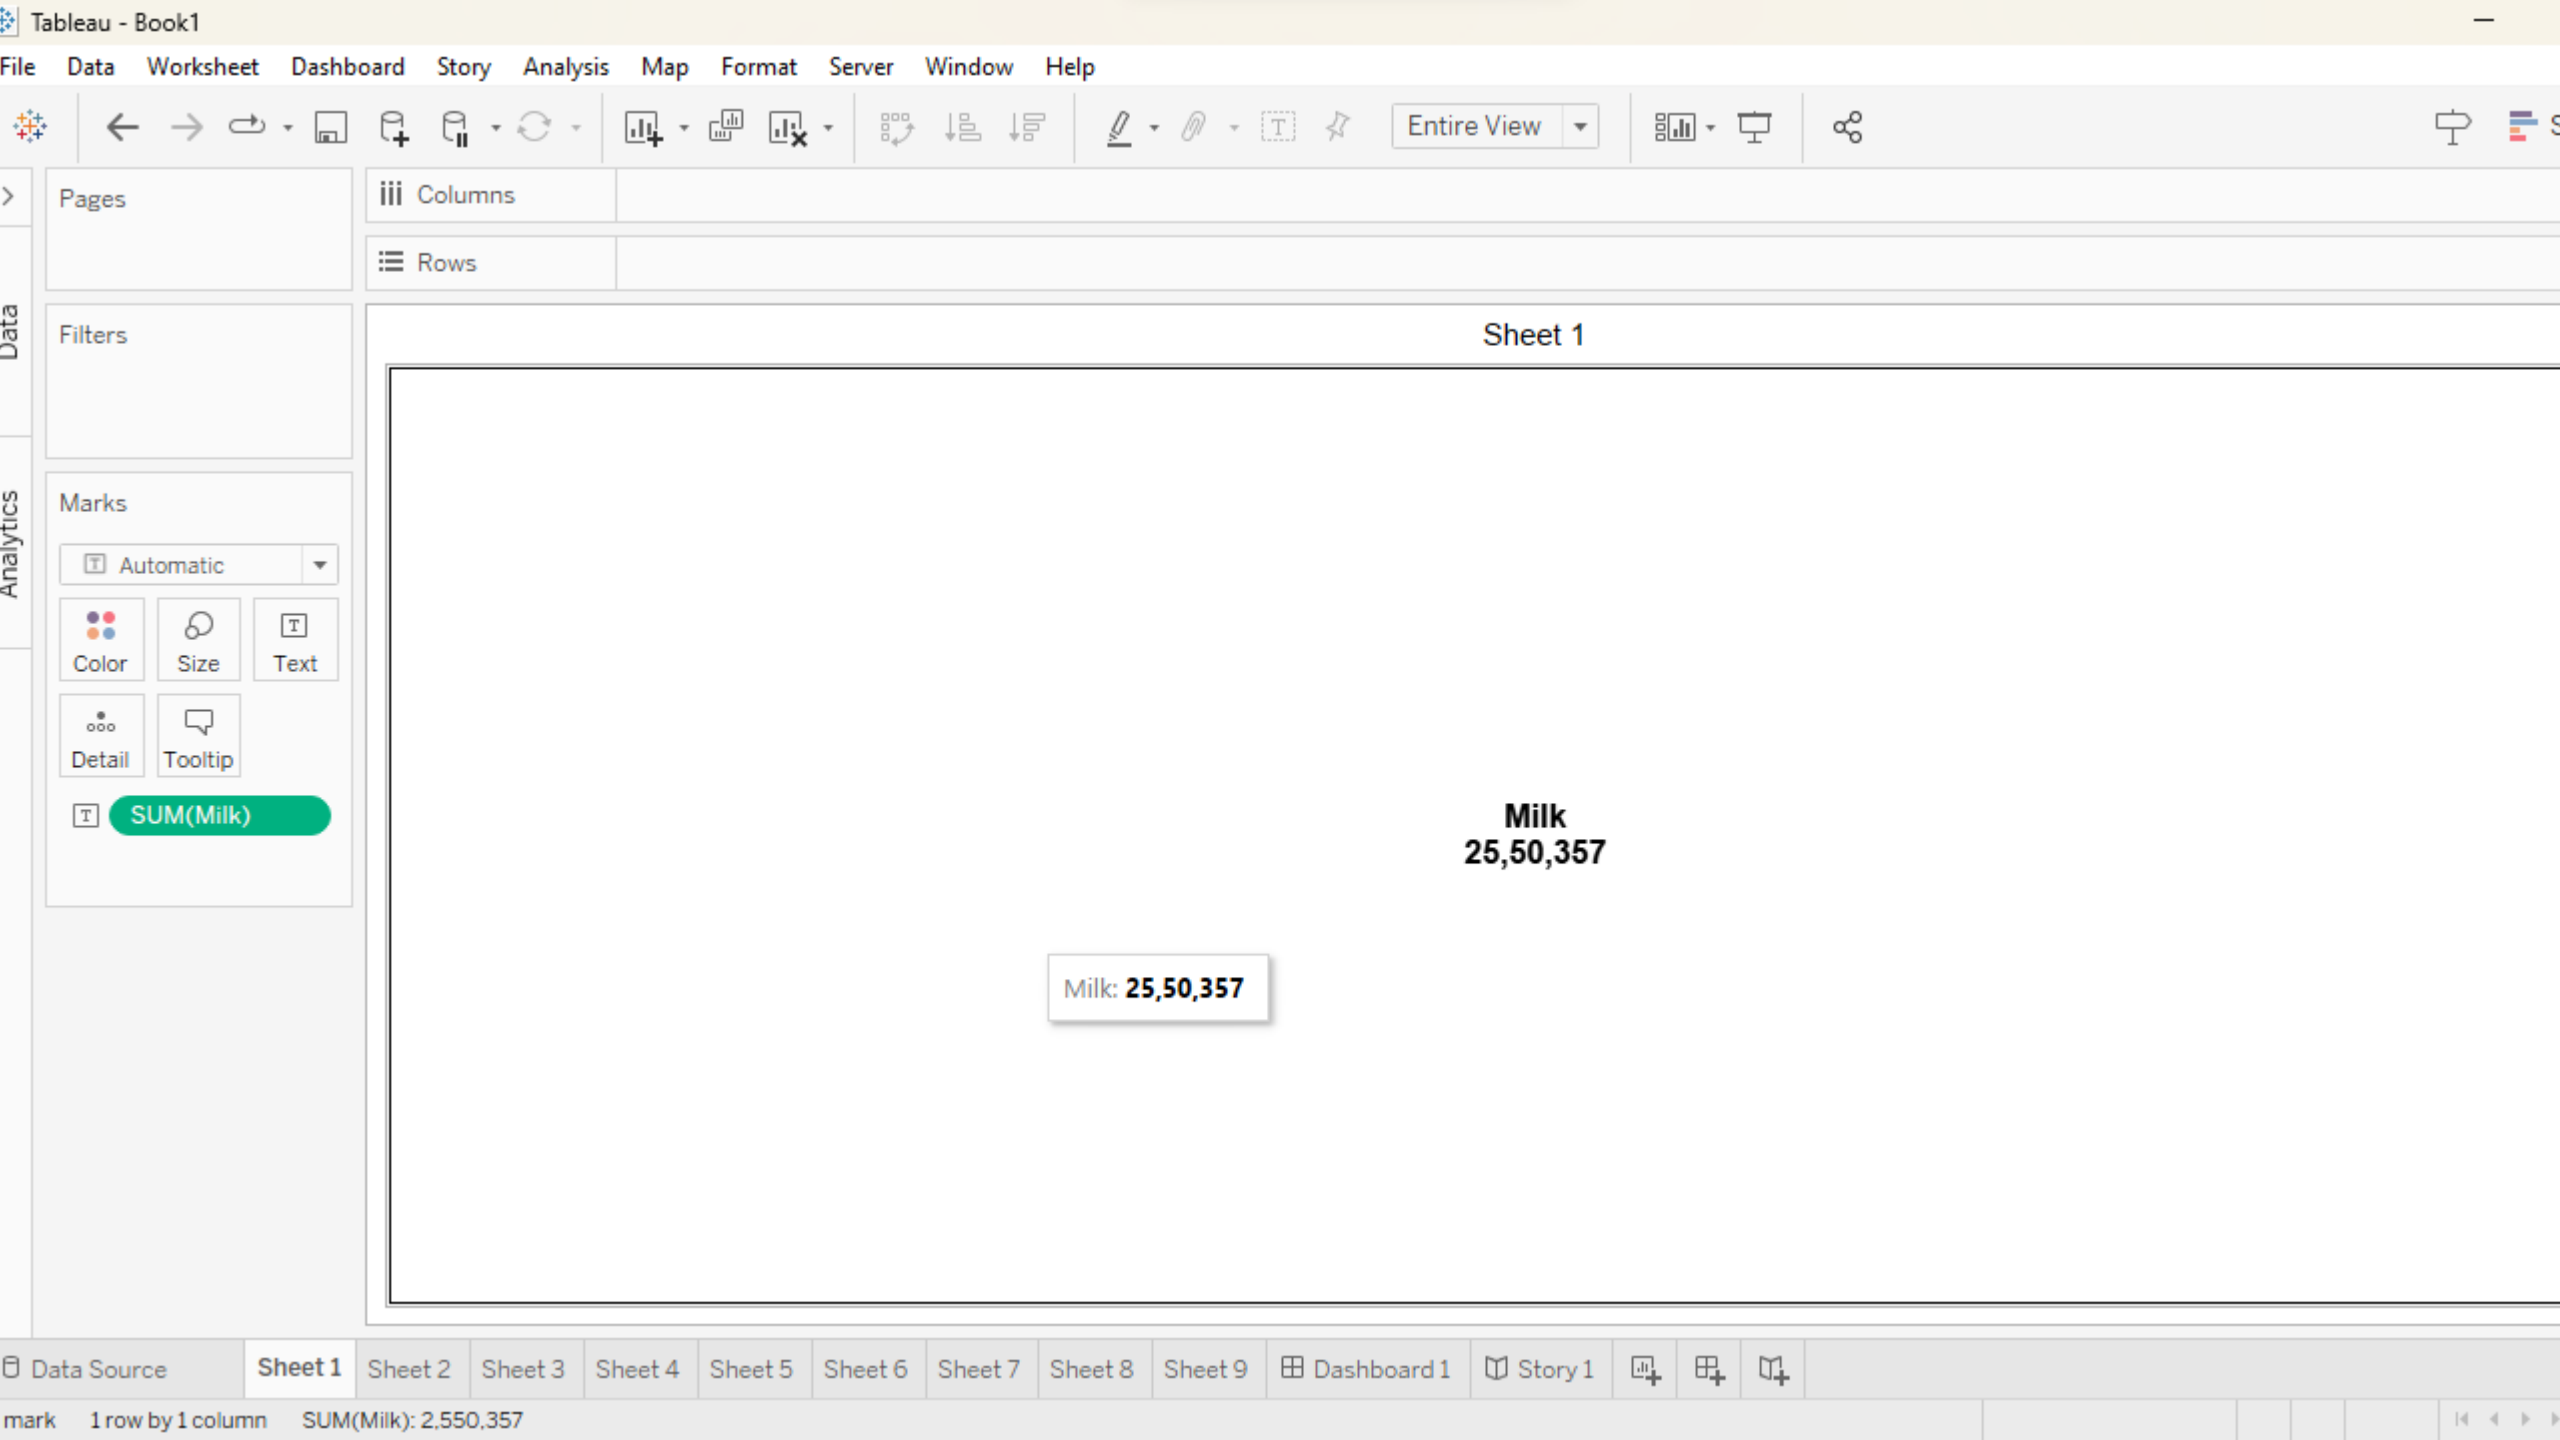 Tableau - Book1
File Data Worksheet Dashboard Story Analysis Map Format Server Window Help
Entire View
Pages
Columns
Rows
Filters
Data
Analytics
Marks
Automatic
Color Size Text
Detail Tooltip
SUM(Milk)
Sheet 1
Milk
25,50,357
Milk: 25,50,357
Data Source Sheet 1 Sheet 2 Sheet 3 Sheet 4 Sheet 5 Sheet 6 Sheet 7 Sheet 8 Sheet 9 Dashboard 1 Story 1
mark 1 row by 1 column SUM(Milk): 2,550,357